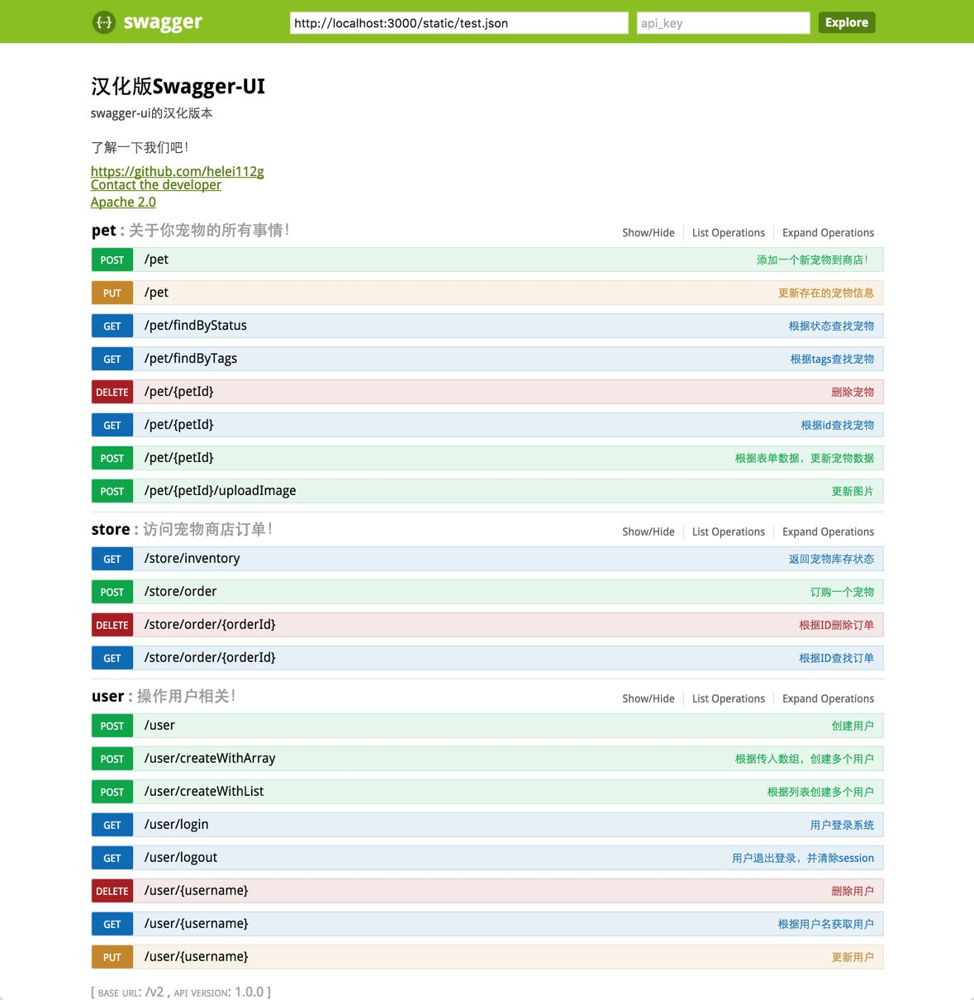 {···} swagger http://localhost:3000/static/test.json api_key Explore
汉化版Swagger-UI
swagger-ui的汉化版本
了解一下我们吧！
https://github.com/helei112g
Contact the developer
Apache 2.0
pet : 关于你宠物的所有事情！ Show/Hide List Operations Expand Operations
POST /pet 添加一个新宠物到商店！
PUT /pet 更新存在的宠物信息
GET /pet/findByStatus 根据状态查找宠物
GET /pet/findByTags 根据tags查找宠物
DELETE /pet/{petId} 删除宠物
GET /pet/{petId} 根据id查找宠物
POST /pet/{petId} 根据表单数据，更新宠物数据
POST /pet/{petId}/uploadImage 更新图片
store : 访问宠物商店订单！ Show/Hide List Operations Expand Operations
GET /store/inventory 返回宠物库存状态
POST /store/order 订购一个宠物
DELETE /store/order/{orderId} 根据ID删除订单
GET /store/order/{orderId} 根据ID查找订单
user : 操作用户相关！ Show/Hide List Operations Expand Operations
POST /user 创建用户
POST /user/createWithArray 根据传入数组，创建多个用户
POST /user/createWithList 根据列表创建多个用户
GET /user/login 用户登录系统
GET /user/logout 用户退出登录，并清除session
DELETE /user/{username} 删除用户
GET /user/{username} 根据用户名获取用户
PUT /user/{username} 更新用户
[ BASE URL: /v2 , API VERSION: 1.0.0 ]